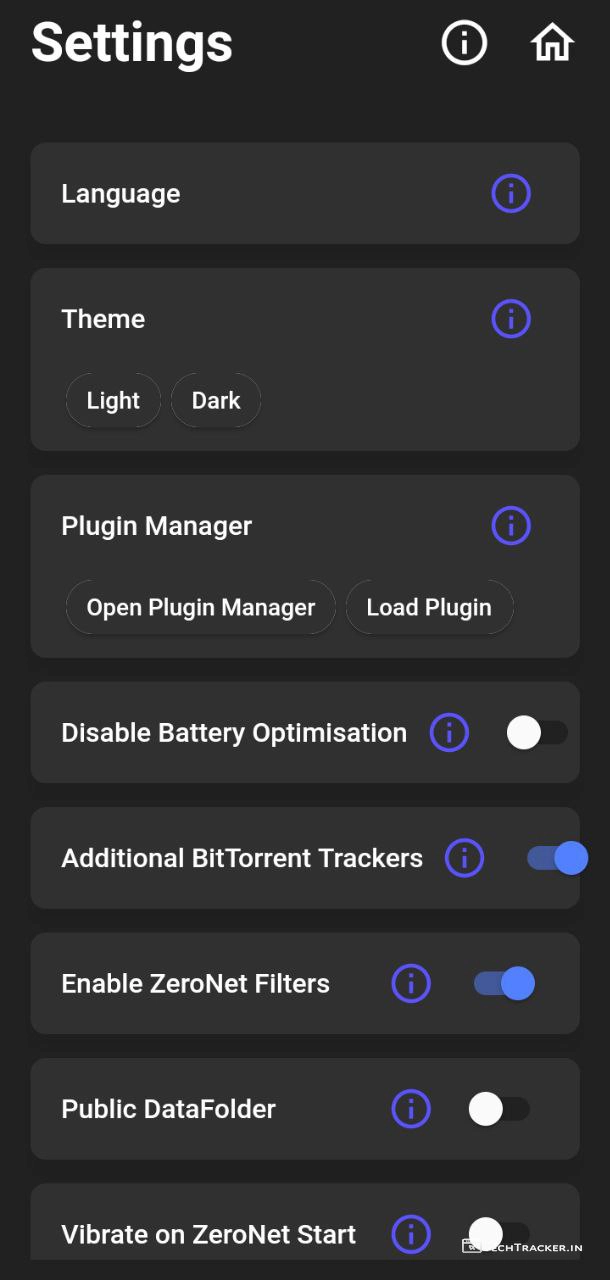 Settings
Language
Theme
Light Dark
Plugin Manager
Open Plugin Manager Load Plugin
Disable Battery Optimisation
Additional BitTorrent Trackers
Enable ZeroNet Filters
Public DataFolder
Vibrate on ZeroNet Start
TECHTRACKER.IN